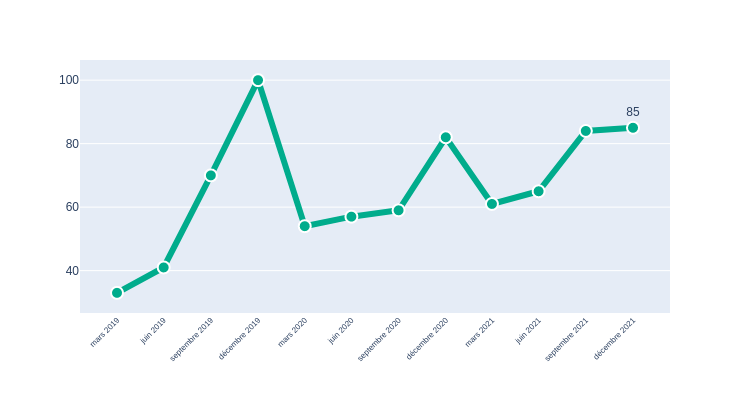 100
80
60
40
85
mars 2019
juin 2019
septembre 2019
décembre 2019
mars 2020
juin 2020
septembre 2020
décembre 2020
mars 2021
juin 2021
septembre 2021
décembre 2021